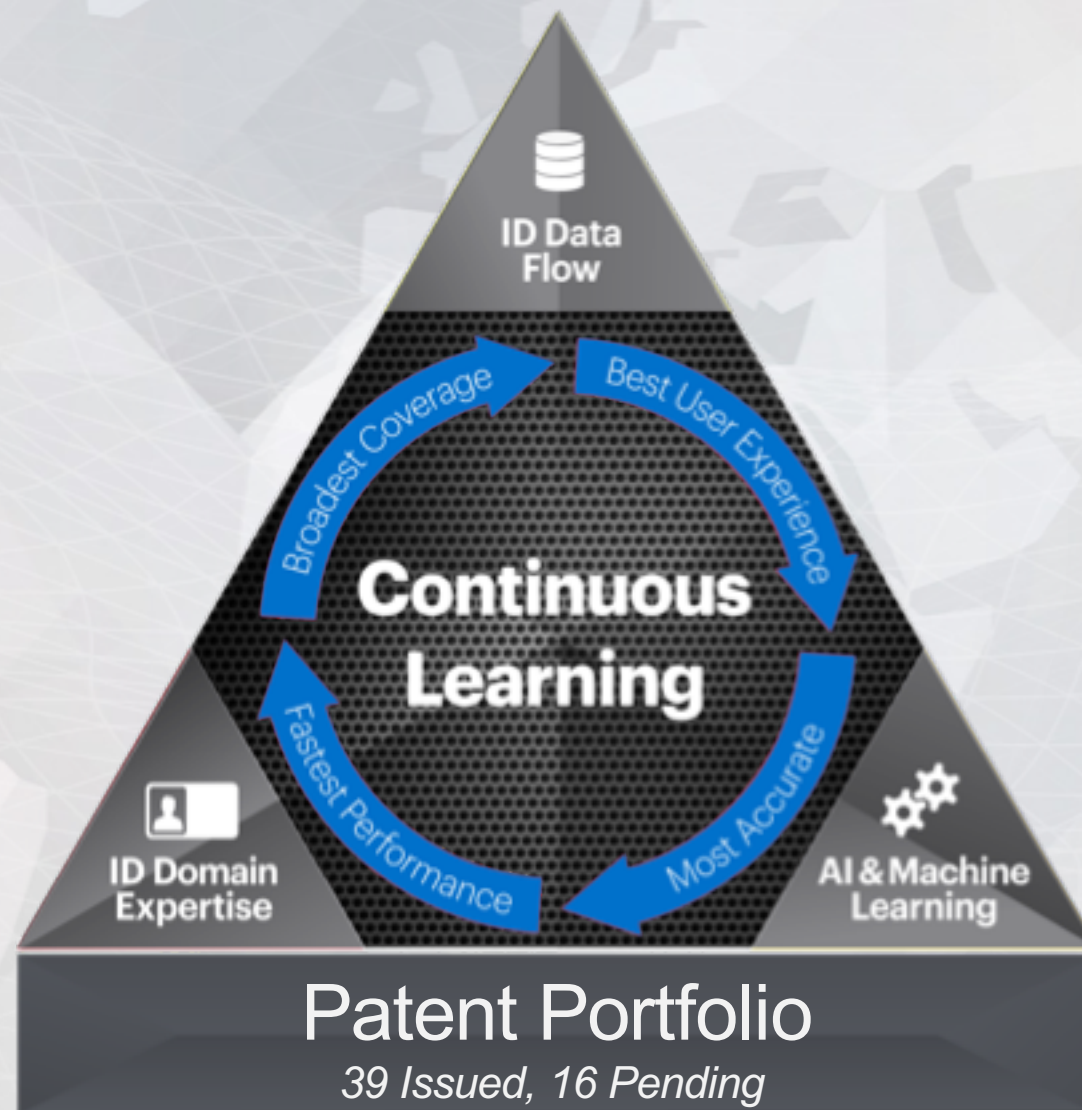 ID Data
Flow
Broadest Coverage
Best User Experience
Continuous
Learning
Fastest Performance
Most Accurate
ID Domain
Expertise
AI & Machine
Learning
Patent Portfolio
39 Issued, 16 Pending